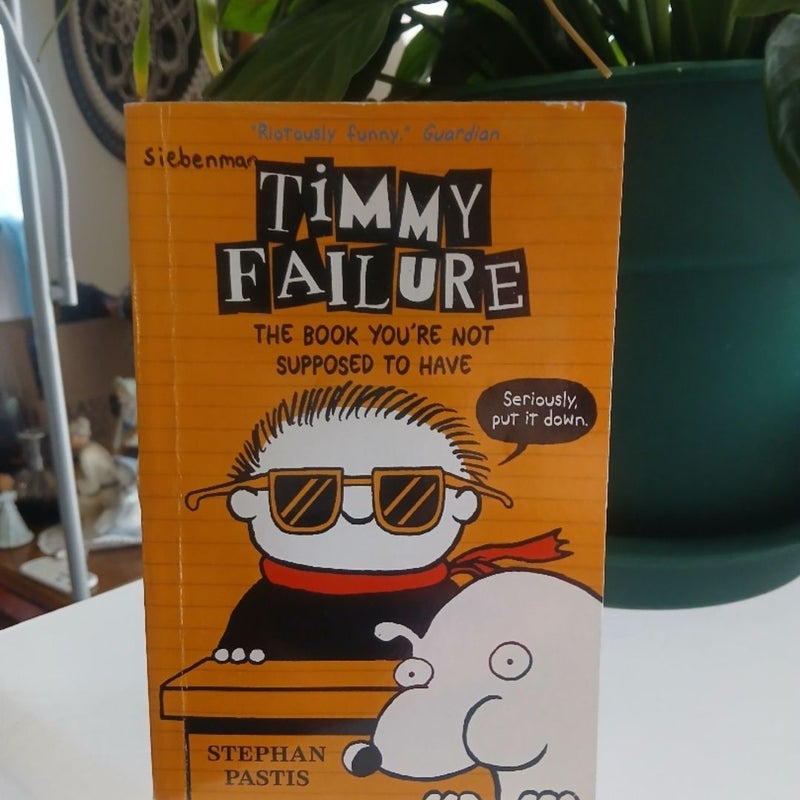 "Riotously funny." Guardian
siebenman
TiMMY
FAILURE
THE BOOK YOU'RE NOT
SUPPOSED TO HAVE
Seriously,
put it down.
STEPHAN
PASTIS